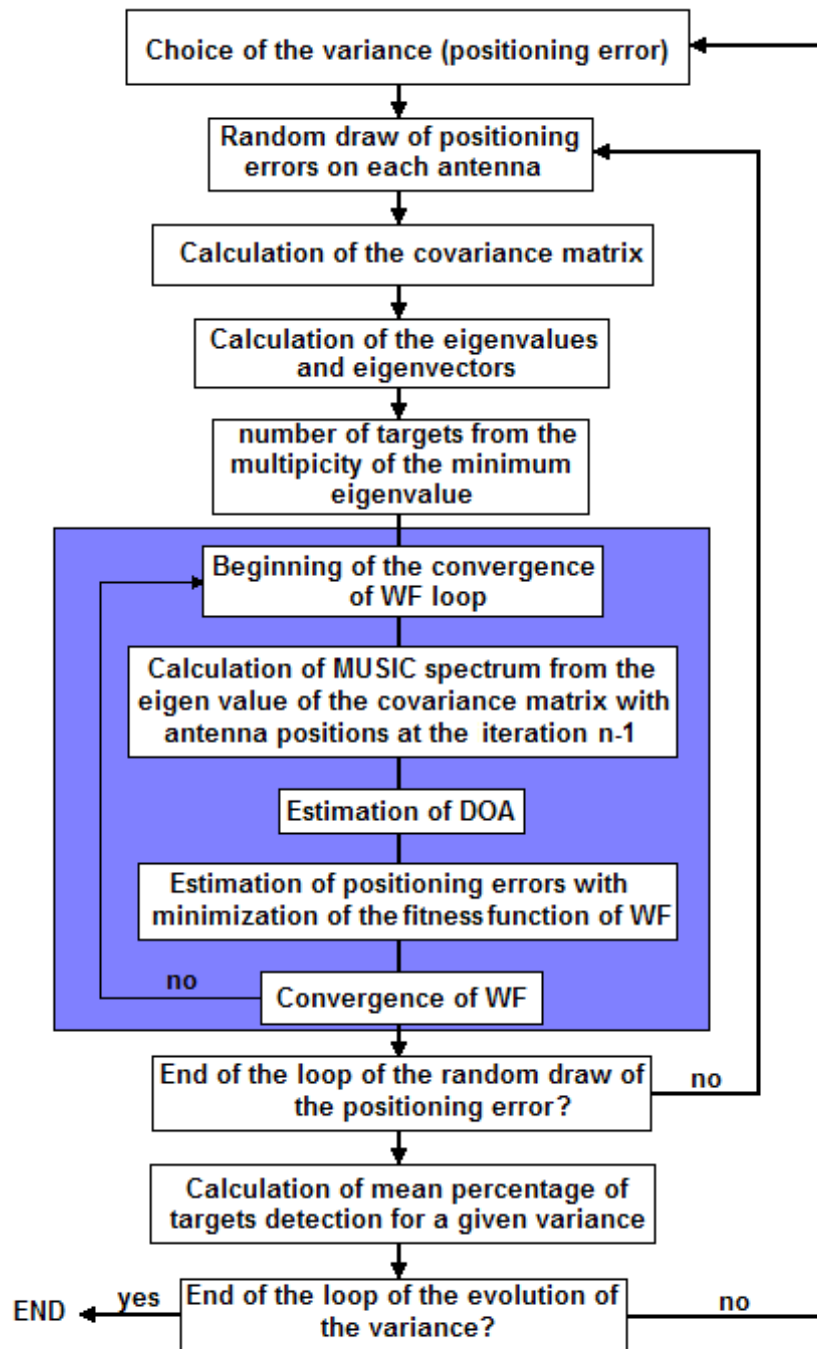 Choice of the variance (positioning error)
Random draw of positioning
errors on each antenna
Calculation of the covariance matrix
Calculation of the eigenvalues
and eigenvectors
number of targets from the
multipicity of the minimum
eigenvalue
Beginning of the convergence
of WF loop
Calculation of MUSIC spectrum from the
eigen value of the covariance matrix with
antenna positions at the iteration n-1
Estimation of DOA
Estimation of positioning errors with
minimization of the fitness function of WF
no
Convergence of WF
End of the loop of the random draw of
the positioning error?
no
Calculation of mean percentage of
targets detection for a given variance
END
yes
End of the loop of the evolution of
the variance?
no